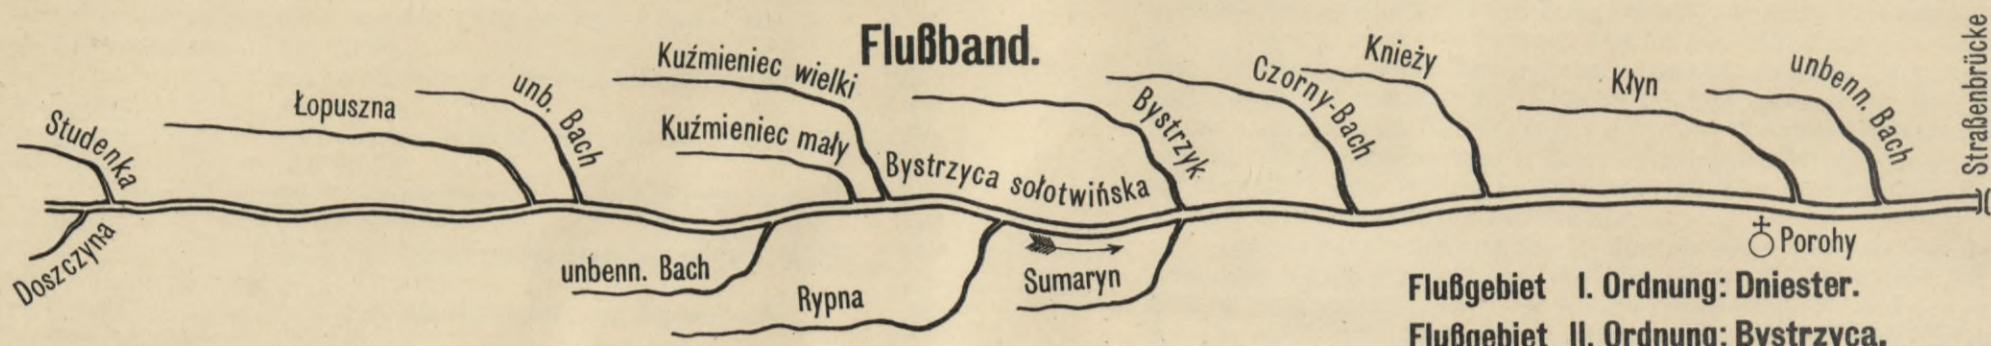 Flußband.
Studenka
Łopuszna
unb. Bach
Kuźmieniec wielki
Kuźmieniec mały
Bystrzyca sołotwińska
Bystrzyk
Czorny-Bach
Knieży
Kłyn
unbenn. Bach
Straßenbrücke
Doszczyna
unbenn. Bach
Rypna
Sumaryn
Porohy
Flußgebiet I. Ordnung: Dniester.
Flußgebiet II. Ordnung: Bystrzyca.